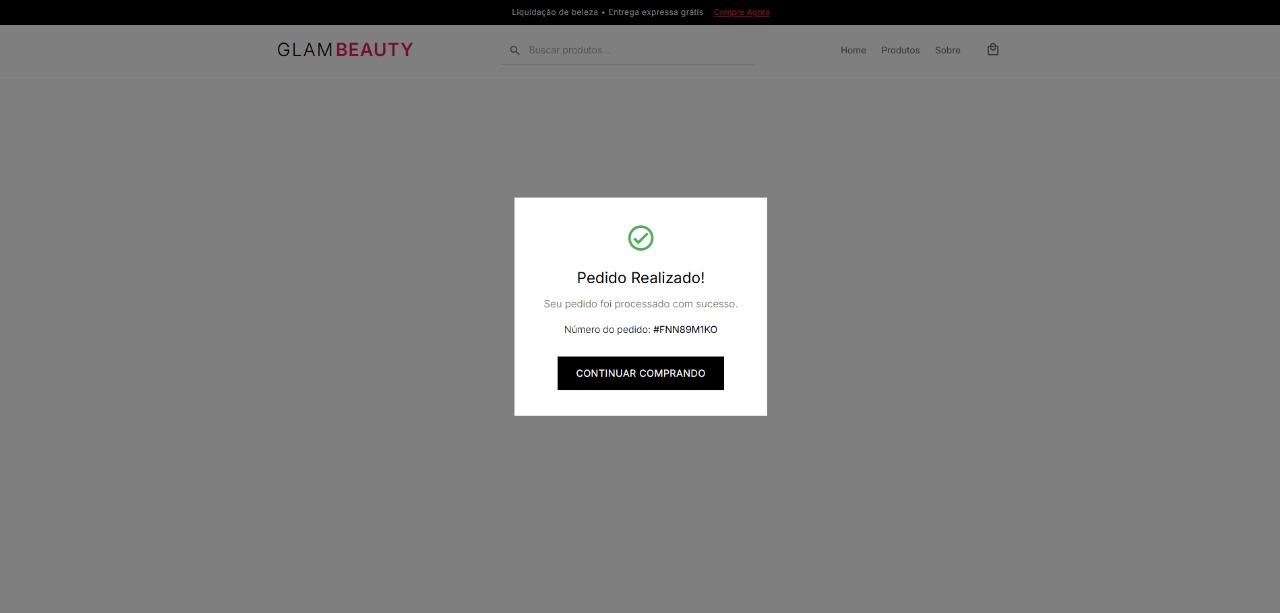 Liquidação de beleza • Entrega expressa grátis Compre Agora
GLAMBEAUTY
Buscar produtos...
Home Produtos Sobre
Pedido Realizado!
Seu pedido foi processado com sucesso.
Número do pedido: #FNN89M1KO
CONTINUAR COMPRANDO